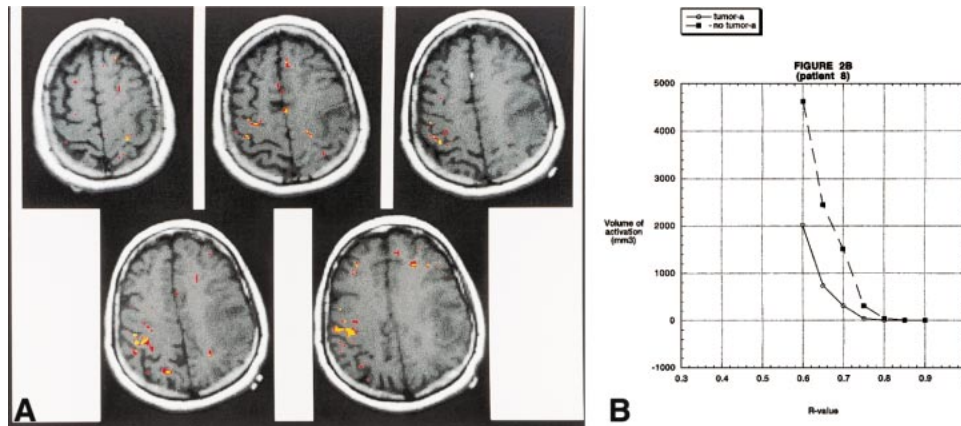 A
tumor-a
no tumor-a
FIGURE 2B
(patient 8)
5000
4000
3000
2000
1000
0
-1000
Volume of
activation
(mm3)
0.3 0.4 0.5 0.6 0.7 0.8 0.9 1
R-value
B